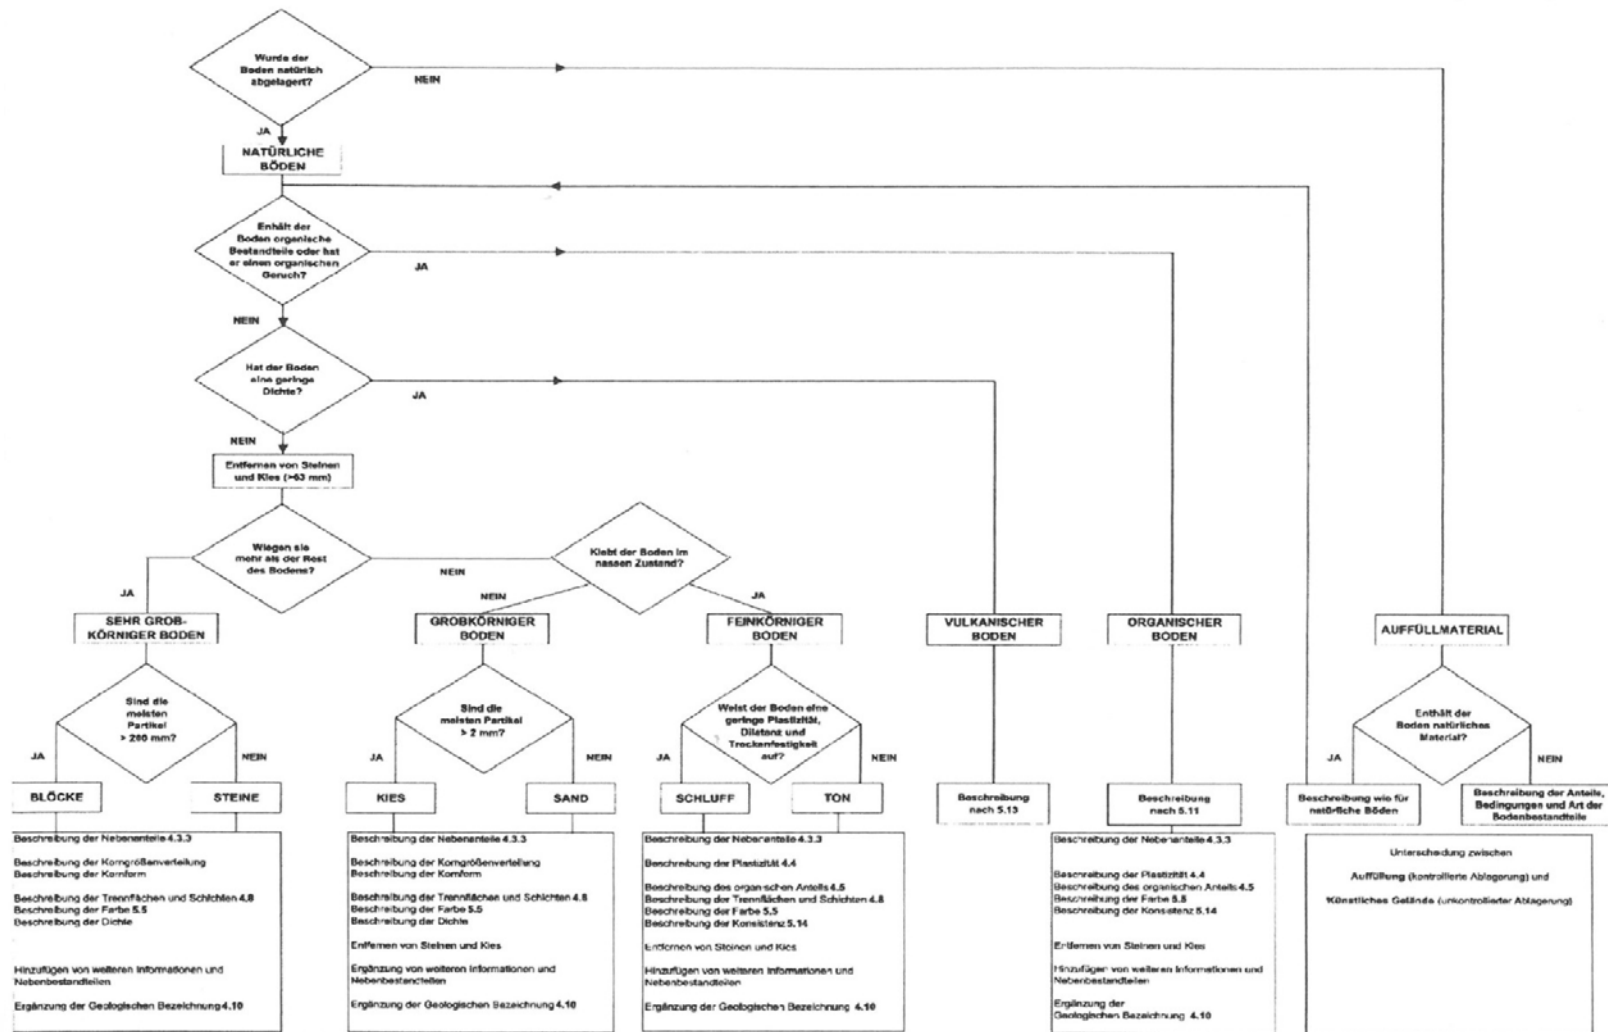 Wurde der
Boden natürlich
abgelagert?
NEIN
JA
NATÜRLICHE
BÖDEN
Enhält der
Boden organische
Bestandteile oder hat
er einen organischen
Geruch?
JA
NEIN
Hat der Boden
eine geringe
Dichte?
JA
NEIN
Entfernen von Steinen
und Kies (>63 mm)
Wiegen sie
mehr als der Rest
des Bodens?
NEIN
JA
Klebt der Boden im
nassen Zustand?
NEIN
JA
SEHR GROB-
KÖRNIGER BODEN
GROBKÖRNIGER
BODEN
FEINKÖRNIGER
BODEN
VULKANISCHER
BODEN
ORGANISCHER
BODEN
AUFFÜLLMATERIAL
Sind die
meisten
Partikel
> 200 mm?
JA
NEIN
Sind die
meisten Partikel
> 2 mm?
JA
NEIN
Weist der Boden eine
geringe Plastizität,
Dilatanz und
Trockenfestigkeit
auf?
JA
NEIN
Enthält der
Boden natürliches
Material?
JA
NEIN
BLÖCKE
STEINE
KIES
SAND
SCHLUFF
TON
Beschreibung
nach 5.13
Beschreibung
nach 5.11
Beschreibung wie für
natürliche Böden
Beschreibung der Anteile,
Bedingungen und Art der
Bodenbestandteile
Beschreibung der Nebenanteile 4.3.3
Beschreibung der Korngrößenverteilung
Beschreibung der Kornform
Beschreibung der Trennflächen und Schichten 4.8
Beschreibung der Farbe 5.5
Beschreibung der Dichte
Hinzufügen von weiteren Informationen und
Nebenbestandteilen
Ergänzung der Geologischen Bezeichnung 4.10
Beschreibung der Nebenanteile 4.3.3
Beschreibung der Korngrößenverteilung
Beschreibung der Kornform
Beschreibung der Trennflächen und Schichten 4.8
Beschreibung der Farbe 5.5
Beschreibung der Dichte
Entfernen von Steinen und Kies
Ergänzung von weiteren Informationen und
Nebenbestandteilen
Ergänzung der Geologischen Bezeichnung 4.10
Beschreibung der Nebenanteile 4.3.3
Beschreibung der Plastizität 4.4
Beschreibung des organischen Anteils 4.5
Beschreibung der Trennflächen und Schichten 4.8
Beschreibung der Farbe 5.5
Beschreibung der Konsistenz 5.14
Entfernen von Steinen und Kies
Hinzufügen von weiteren Informationen und
Nebenbestandteilen
Ergänzung der Geologischen Bezeichnung 4.10
Beschreibung der Nebenanteile 4.3.3
Beschreibung der Plastizität 4.4
Beschreibung des organischen Anteils 4.5
Beschreibung der Farbe 5.5
Beschreibung der Konsistenz 5.14
Entfernen von Steinen und Kies
Hinzufügen von weiteren Informationen und
Nebenbestandteilen
Ergänzung der
Geologischen Bezeichnung 4.10
Unterscheidung zwischen
Auffüllung (kontrollierte Ablagerung) und
Künstliches Gelände (unkontrollierter Ablagerung)